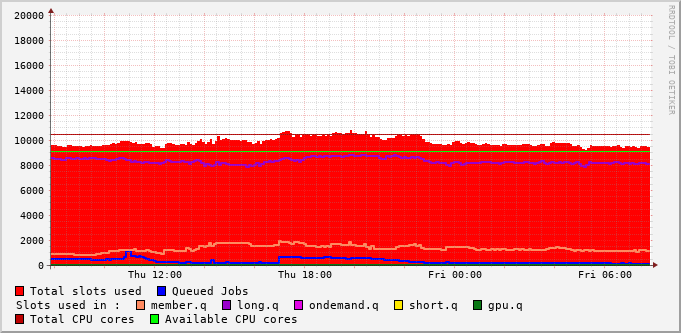 20000
18000
16000
14000
12000
10000
8000
6000
4000
2000
0
Thu 12:00 Thu 18:00 Fri 00:00 Fri 06:00
RRDTOOL / TOBI OETIKER
Total slots used Queued Jobs
Slots used in : member.q long.q ondemand.q short.q gpu.q
Total CPU cores Available CPU cores